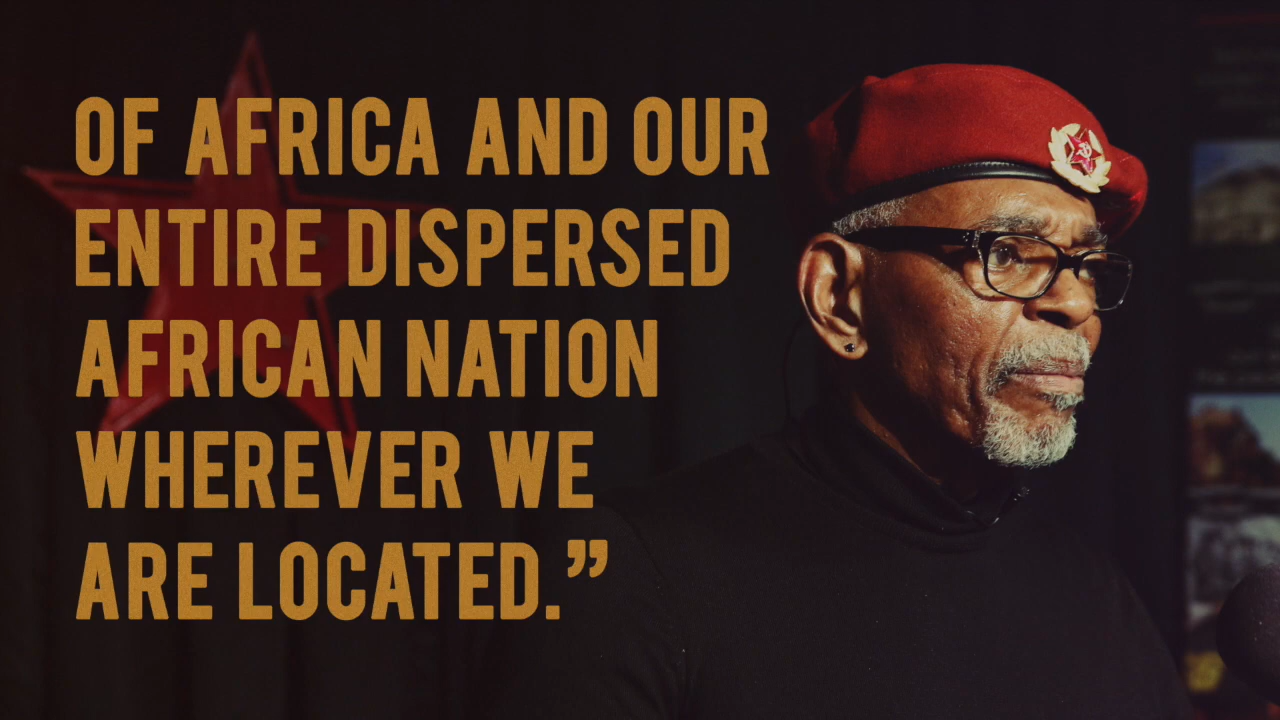 OF AFRICA AND OUR
ENTIRE DISPERSED
AFRICAN NATION
WHEREVER WE
ARE LOCATED.”